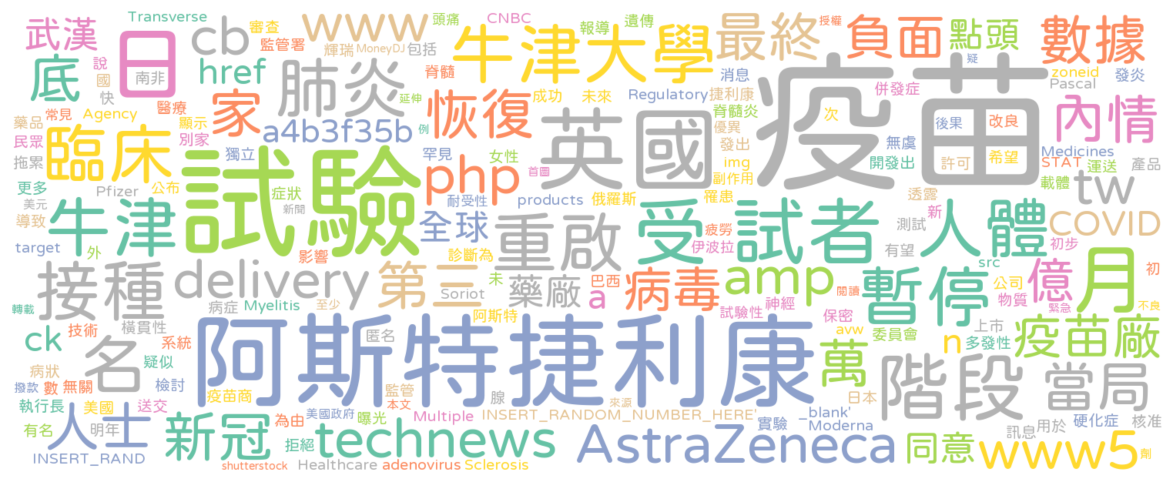 Transverse
審查
頭痛
CNBC
報導
遺傳
最終
授權
負面
點頭
數據
武漢
日
cb
監管署
www
輝瑞
MoneyDJ
包括
牛津大學
消息
疫苗
併發症
zoneid
發炎
說
國
南非
底
href
肺炎
脊髓
延伸
成功
未來
Regulatory
捷利康
疑
Pascal
快
常見
Agency
醫療
家
恢復
脊髓炎
次
後果
改良
內情
藥品
顯示
a4b3f35b
例
英國
優異
發出
無虞
Medicines
民眾
別家
臨床
獨立
罕見
女性
img
開發出
許可
希望
STAT
運送
產品
拖累
試驗
php
首圖
副作用
載體
tw
更多
Pfizer
公布
症狀
耐受性
products
俄羅斯
罹患
透露
新
COVID
美元
新聞
牛津
全球
重啟
疲勞
受試者
測試
人體
導致
target
外
影響
診斷為
伊波拉
有望
初步
接種
delivery
第三
未
巴西
神經
amp
src
公司
億
月
初
Soriot
藥廠
a
病毒
閱讀
暫停
物質
緊急
不良
轉載
病症
Myelitis
至少
阿斯特
試驗性
保密
avw
委員會
上市
ck
技術
橫貫性
系統
匿名
阿斯特捷利康
萬
n
多發性
疫苗廠
名
疑似
病狀
撥款
數
無關
檢討
疫苗商
監管
本文
腺
來源
日本
階段
當局
執行長
美國
送交
為由
美國政府
曝光
Multiple
INSERT_RANDOM_NUMBER_HERE'
實驗
_blank'
Moderna
訊息
用於
硬化症
核准
有名
人士
明年
新冠
拒絕
technews
AstraZeneca
同意
www5
劑
INSERT_RAND
shutterstock
Healthcare
adenovirus
Sclerosis